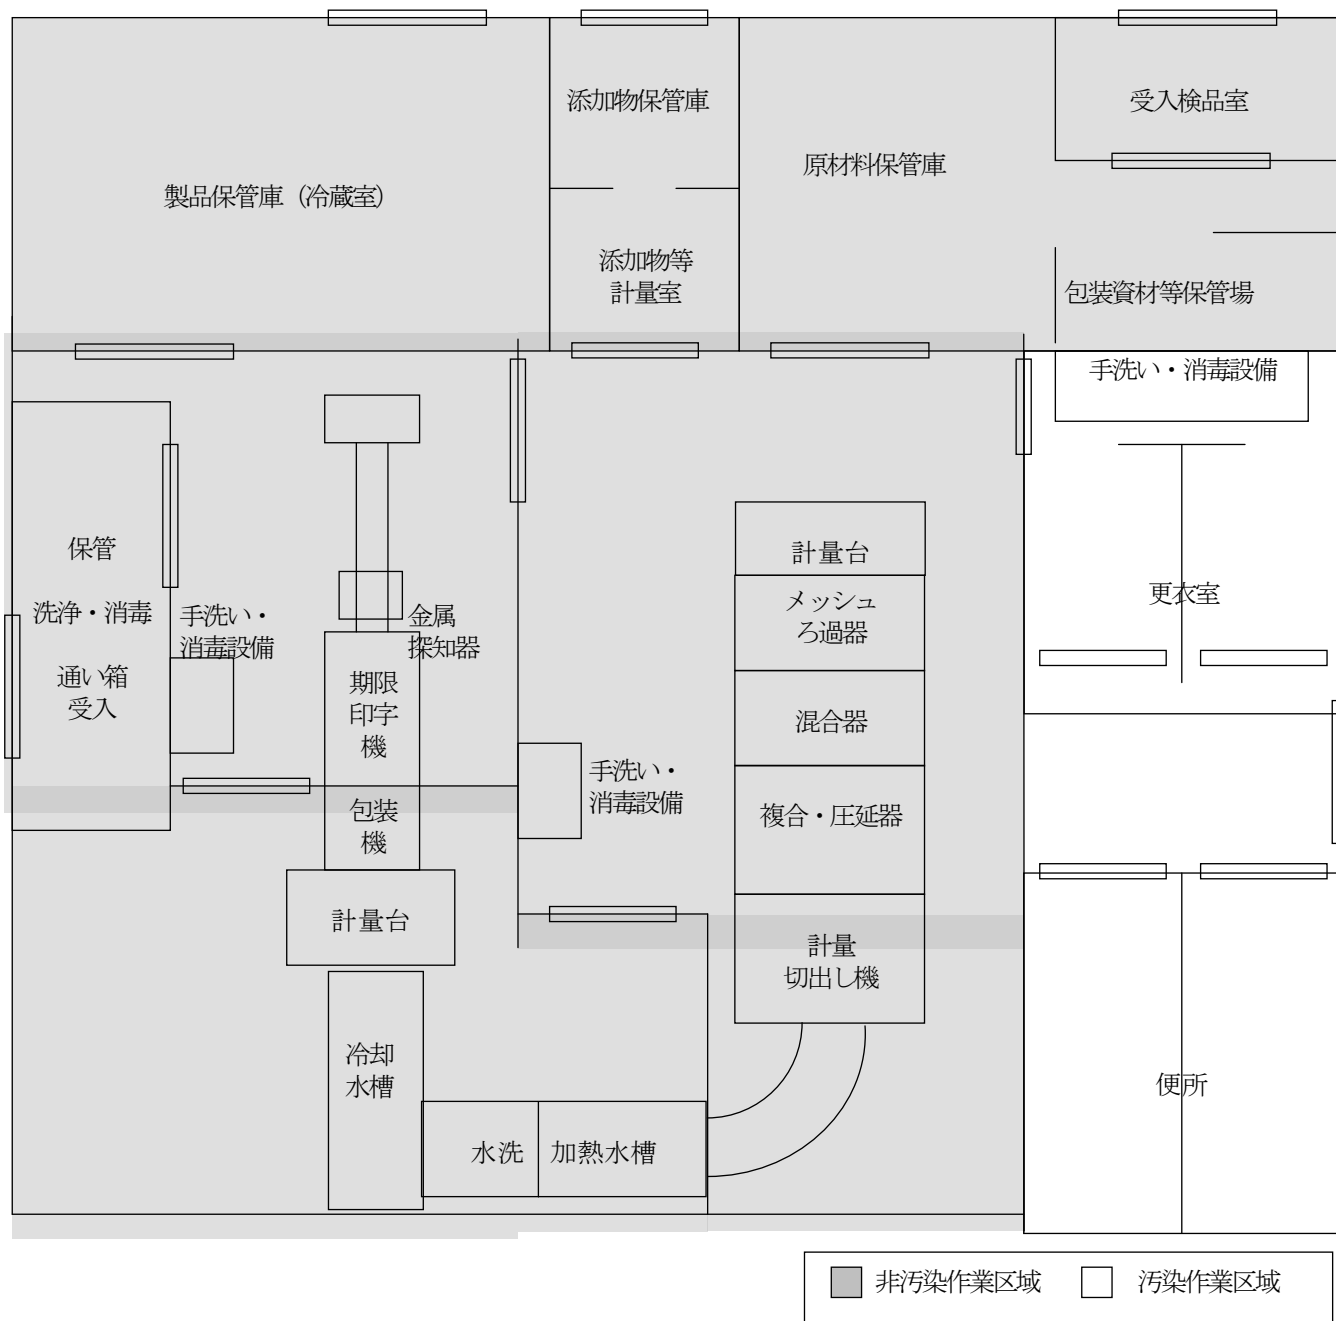 添加物保管庫
受入検品室
原材料保管庫
製品保管庫（冷蔵室）
添加物等
計量室
包装資材等保管場
手洗い・消毒設備
保管
洗浄・消毒
通い箱
受入
手洗い・
消毒設備
金属
探知器
期限
印字
機
包装
機
計量台
冷却
水槽
水洗
加熱水槽
手洗い・
消毒設備
計量台
メッシュ
ろ過器
混合器
複合・圧延器
計量
切出し機
更衣室
便所
非汚染作業区域
汚染作業区域